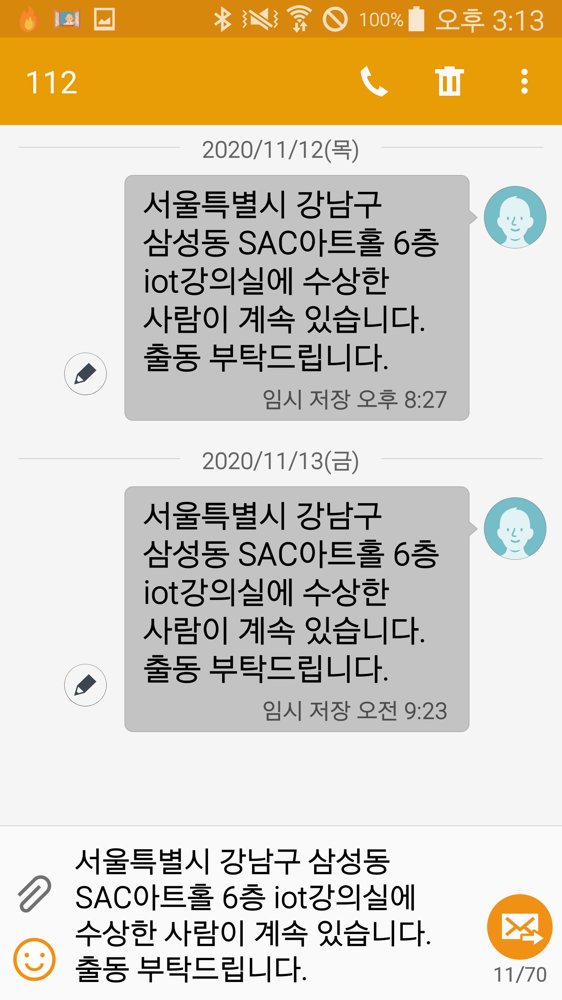 100% 오후 3:13
112
2020/11/12(목)
서울특별시 강남구
삼성동 SAC아트홀 6층
iot강의실에 수상한
사람이 계속 있습니다.
출동 부탁드립니다.
임시 저장 오후 8:27
2020/11/13(금)
서울특별시 강남구
삼성동 SAC아트홀 6층
iot강의실에 수상한
사람이 계속 있습니다.
출동 부탁드립니다.
임시 저장 오전 9:23
서울특별시 강남구 삼성동
SAC아트홀 6층 iot강의실에
수상한 사람이 계속 있습니다.
출동 부탁드립니다.
11/70